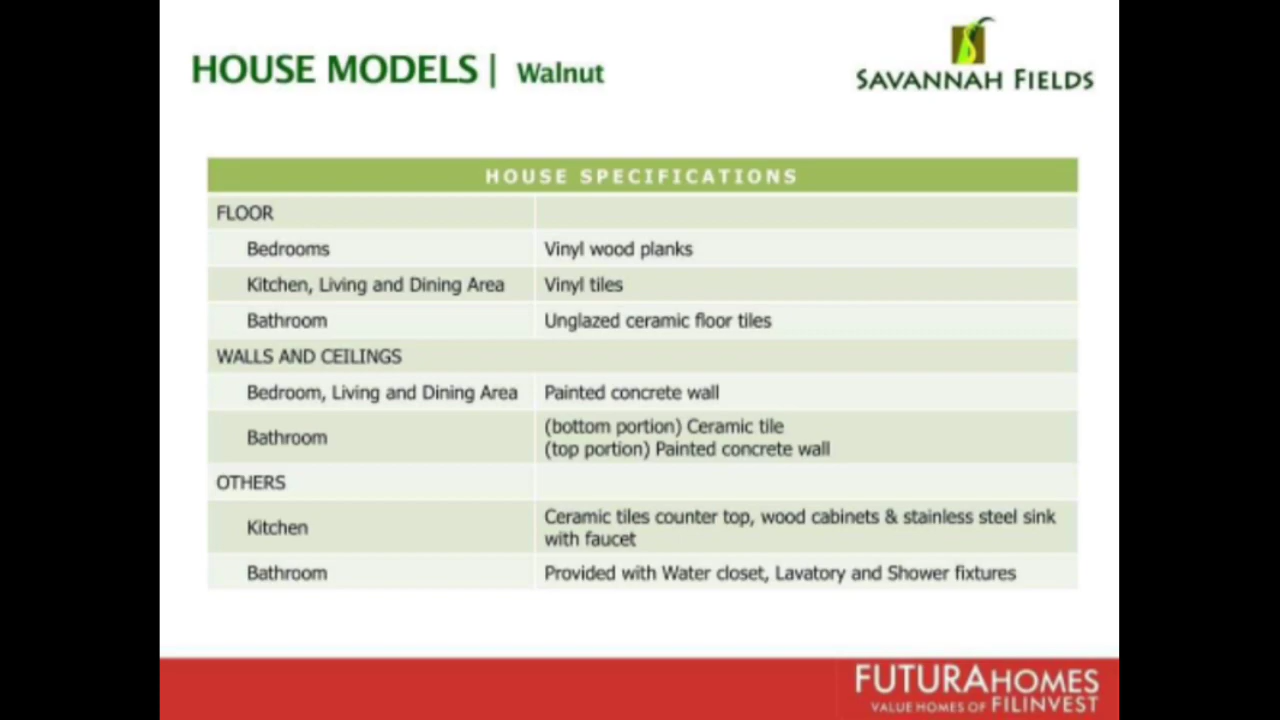 HOUSE MODELS | Walnut
SAVANNAH FIELDS
HOUSE SPECIFICATIONS
FLOOR
Bedrooms Vinyl wood planks
Kitchen, Living and Dining Area Vinyl tiles
Bathroom Unglazed ceramic floor tiles
WALLS AND CEILINGS
Bedroom, Living and Dining Area Painted concrete wall
Bathroom (bottom portion) Ceramic tile
(top portion) Painted concrete wall
OTHERS
Kitchen Ceramic tiles counter top, wood cabinets & stainless steel sink
with faucet
Bathroom Provided with Water closet, Lavatory and Shower fixtures
FUTURAHOMES
VALUE HOMES OF FILINVEST